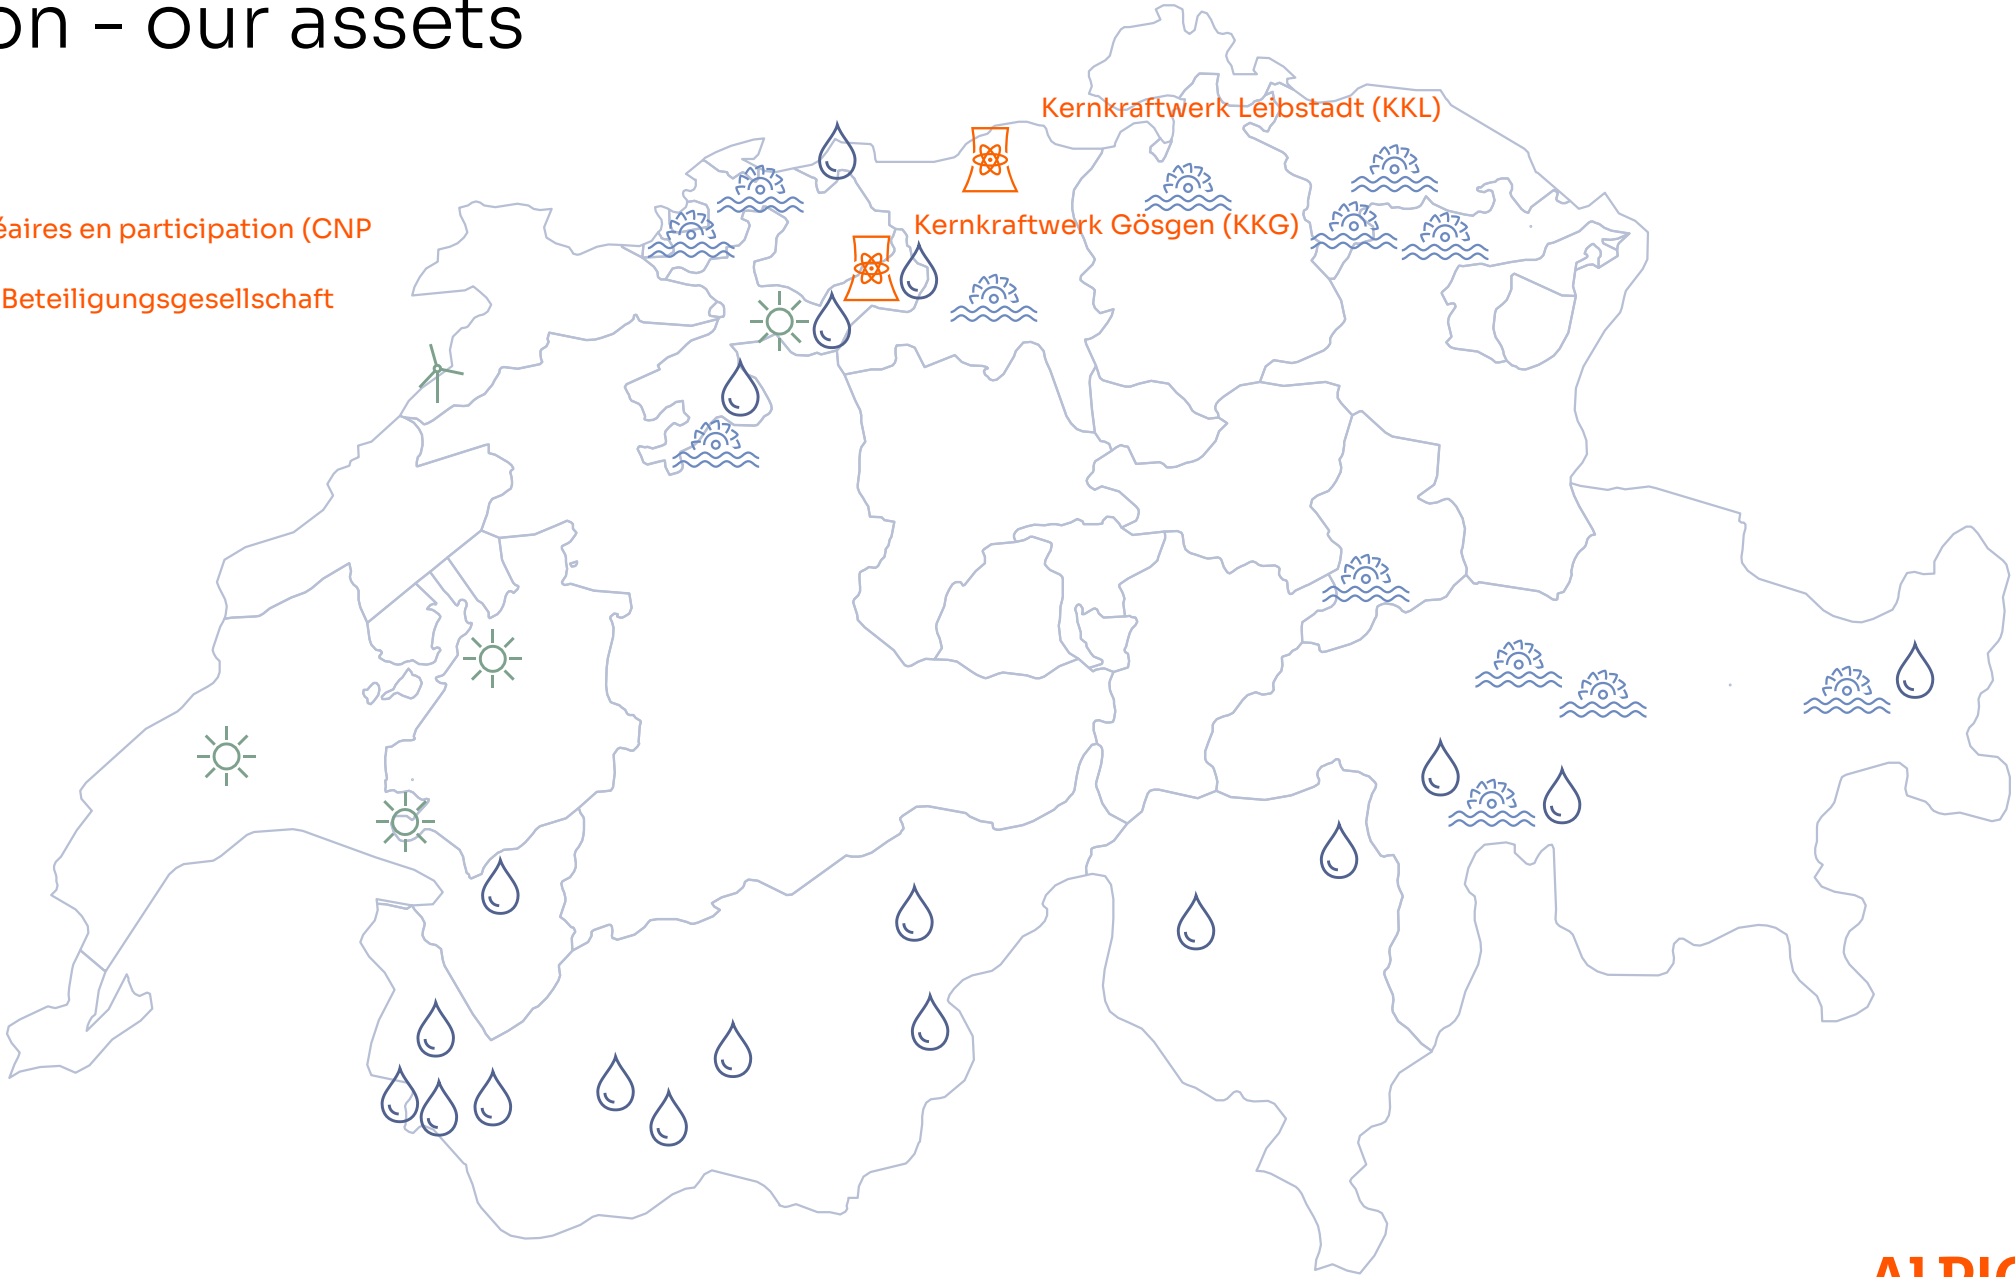 on - our assets
Kernkraftwerk Leibstadt (KKL)
éaires en participation (CNP
Kernkraftwerk Gösgen (KKG)
Beteiligungsgesellschaft